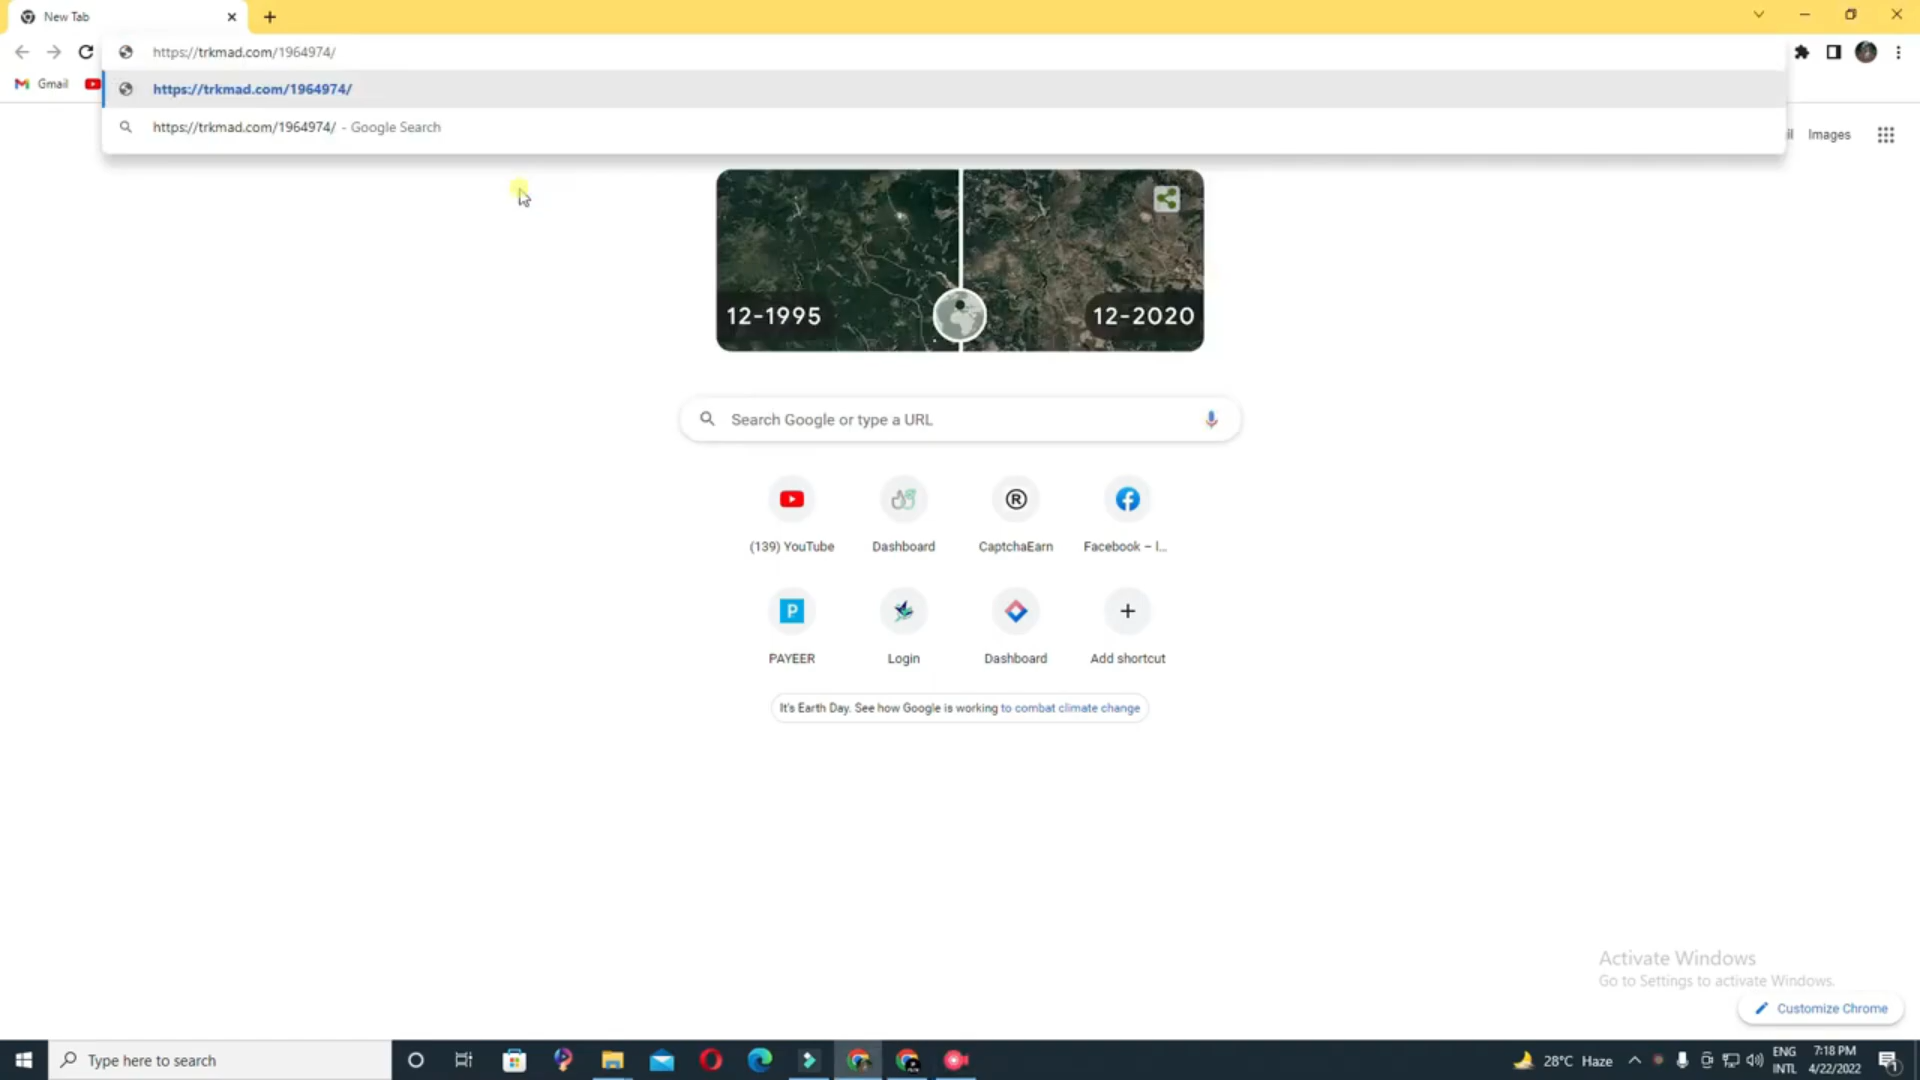 New Tab
https://trkmad.com/1964974/
Gmail
https://trkmad.com/1964974/
https://trkmad.com/1964974/ - Google Search
il Images
12-1995
12-2020
Search Google or type a URL
(139) YouTube
Dashboard
CaptchaEarn
Facebook – l...
P
PAYEER
Login
Dashboard
Add shortcut
It's Earth Day. See how Google is working to combat climate change
Activate Windows
Go to Settings to activate Windows.
Customize Chrome
Type here to search
28°C Haze
ENG
INTL
7:18 PM
4/22/2022
1